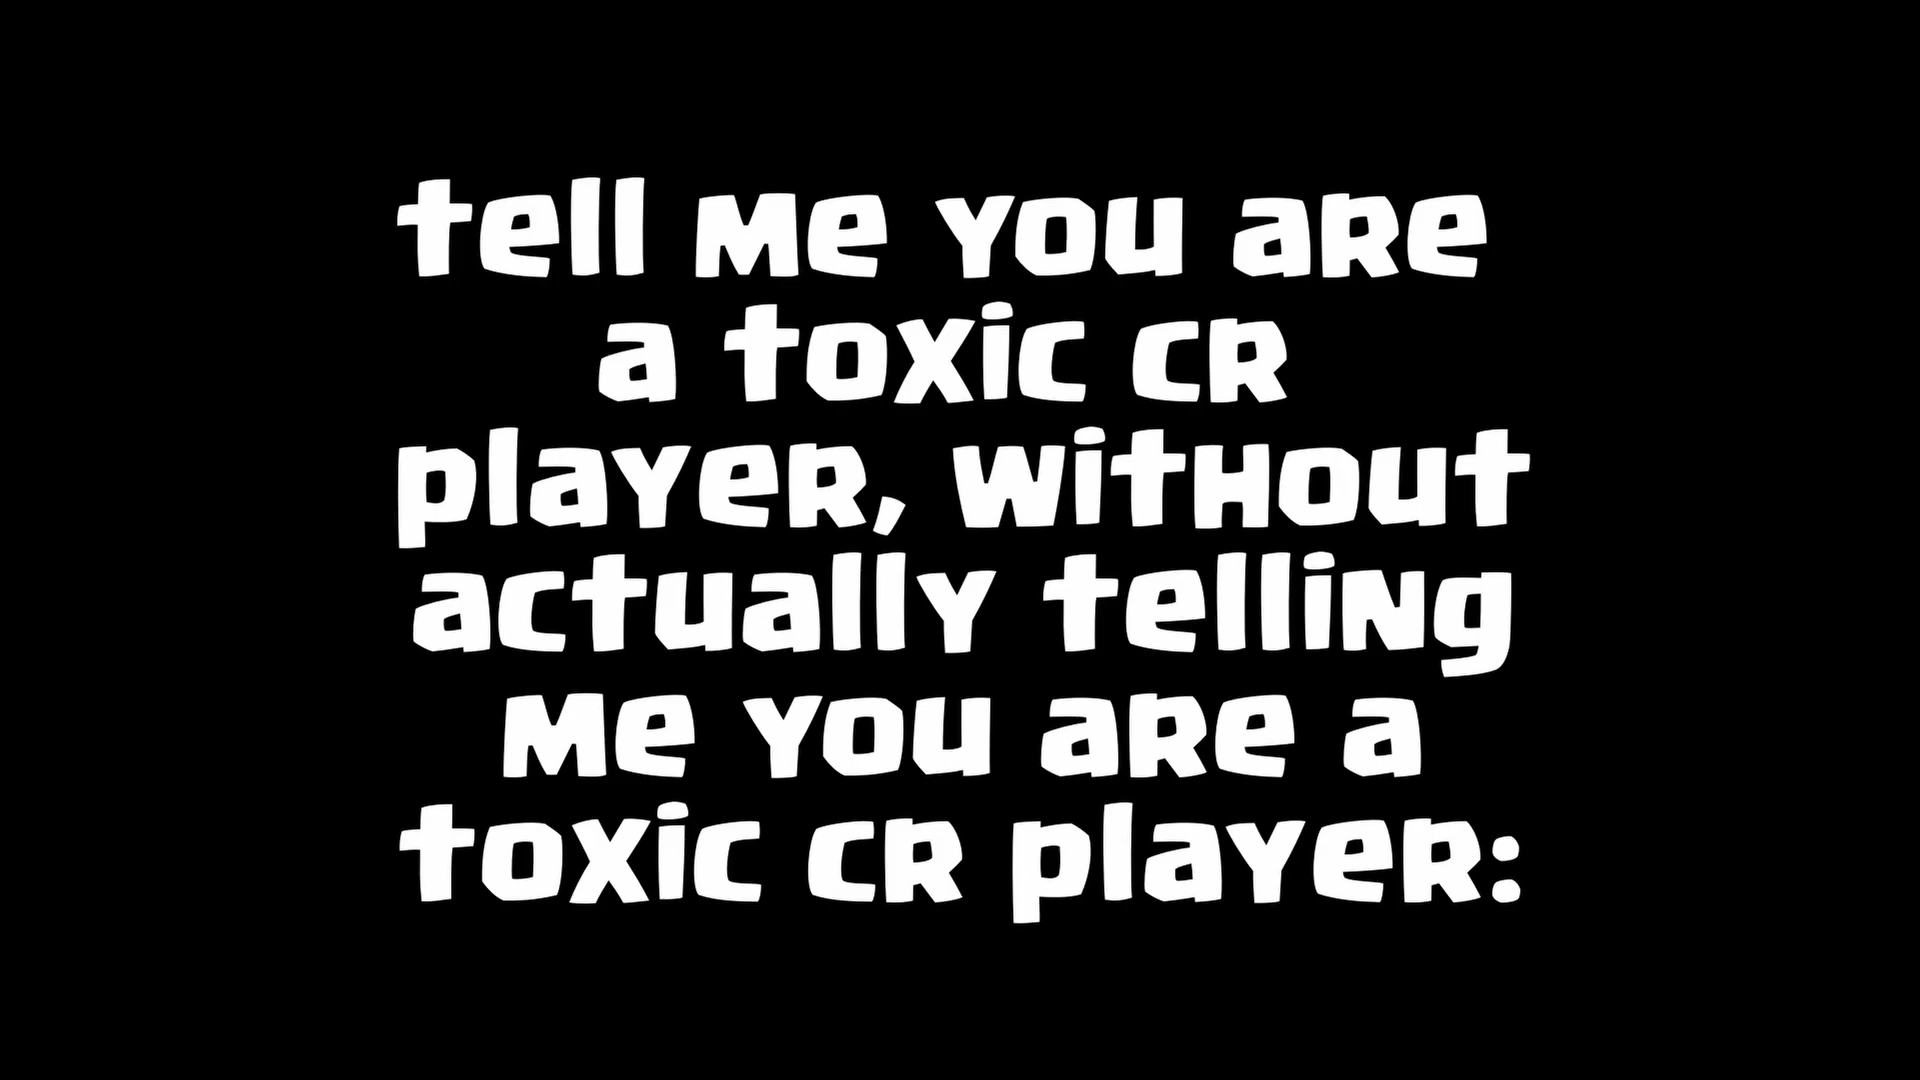 tell me you are
a toxic cr
player, without
actually telling
me you are a
toxic cr player: